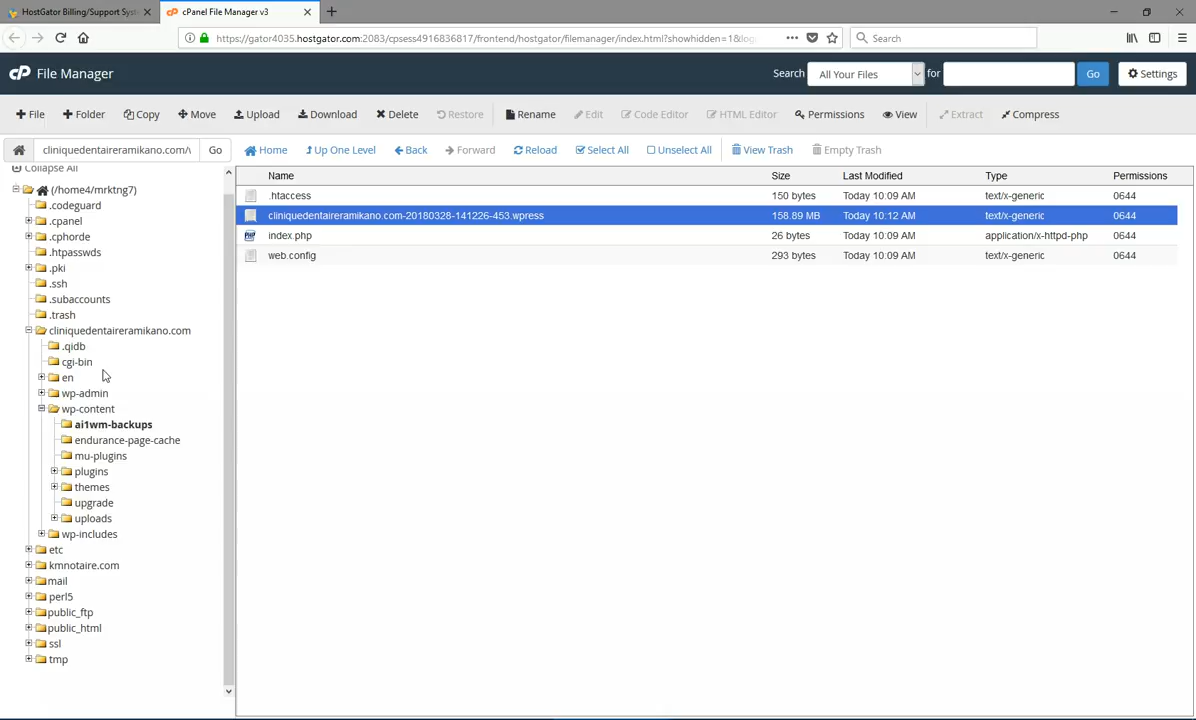 HostGator Billing/Support Syst
cPanel File Manager v3
https://gator4035.hostgator.com:2083/cpsess4916836817/frontend/hostgator/filemanager/index.html?showhidden=1&dom
Search
cP File Manager
Search All Your Files for
Go
Settings
File
Folder
Copy
Move
Upload
Download
Delete
Restore
Rename
Edit
Code Editor
HTML Editor
Permissions
View
Extract
Compress
cliniquedentaireramikano.com/
Go
Home
Up One Level
Back
Forward
Reload
Select All
Unselect All
View Trash
Empty Trash
Collapse All
(/home4/mrktng7)
.codeguard
.cpanel
.cphorde
.htpasswds
.pki
.ssh
.subaccounts
.trash
cliniquedentaireramikano.com
.qidb
cgi-bin
en
wp-admin
wp-content
ai1wm-backups
endurance-page-cache
mu-plugins
plugins
themes
upgrade
uploads
wp-includes
etc
kmnotaire.com
mail
perl5
public_ftp
public_html
ssl
tmp
Name Size Last Modified Type Permissions
.htaccess 150 bytes Today 10:09 AM text/x-generic 0644
cliniquedentaireramikano.com-20180328-141226-453.wpress 158.89 MB Today 10:12 AM text/x-generic 0644
index.php 26 bytes Today 10:09 AM application/x-httpd-php 0644
web.config 293 bytes Today 10:09 AM text/x-generic 0644